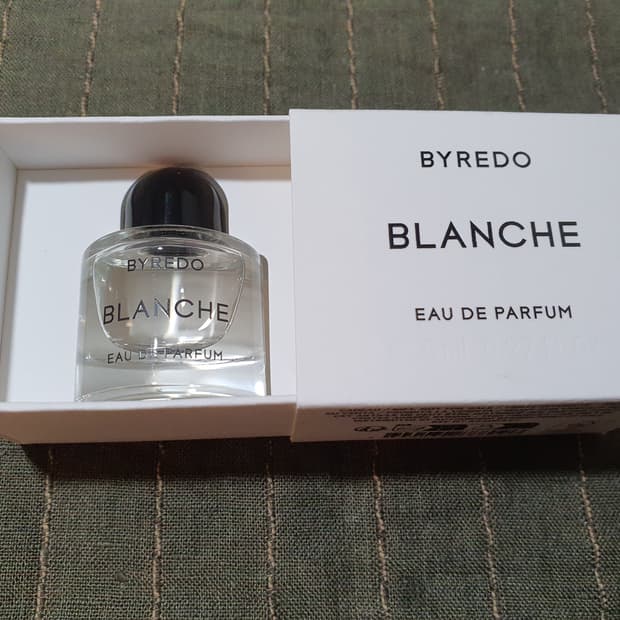 BYREDO
BLANCHE
EAU DE PARFUM
BYREDO
BLANCHE
EAU DE PARFUM